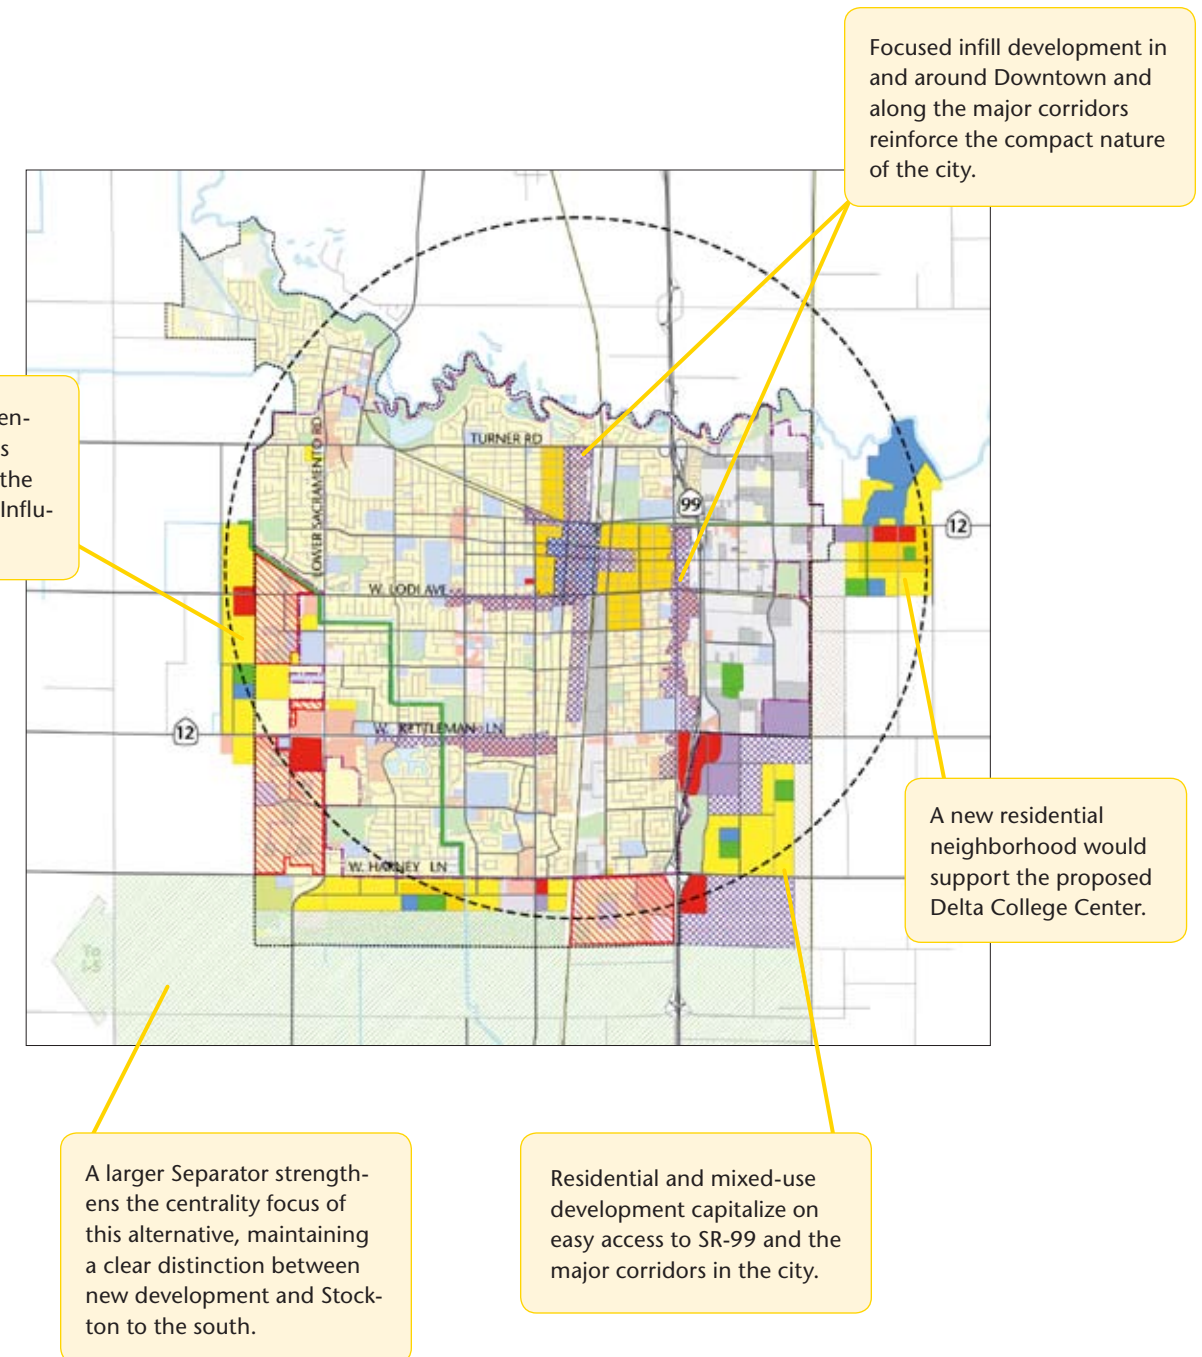 Focused infill development in
and around Downtown and
along the major corridors
reinforce the compact nature
of the city.
en-
s
the
Influ-
TURNER RD
LOWER SACRAMENTO RD
99
12
W. LODI AVE
12
W. KETTLEMAN LN
W. HARNEY LN
To
I-5
A new residential
neighborhood would
support the proposed
Delta College Center.
A larger Separator strength-
ens the centrality focus of
this alternative, maintaining
a clear distinction between
new development and Stock-
ton to the south.
Residential and mixed-use
development capitalize on
easy access to SR-99 and the
major corridors in the city.